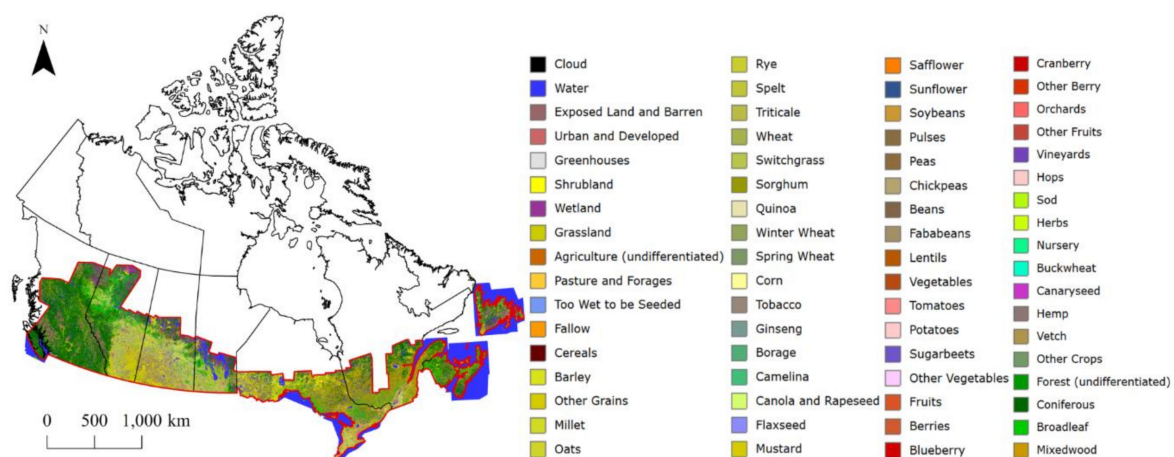 N
0 500 1,000 km
Cloud
Water
Exposed Land and Barren
Urban and Developed
Greenhouses
Shrubland
Wetland
Grassland
Agriculture (undifferentiated)
Pasture and Forages
Too Wet to be Seeded
Fallow
Cereals
Barley
Other Grains
Millet
Oats
Rye
Spelt
Triticale
Wheat
Switchgrass
Sorghum
Quinoa
Winter Wheat
Spring Wheat
Corn
Tobacco
Ginseng
Borage
Camelina
Canola and Rapeseed
Flaxseed
Mustard
Safflower
Sunflower
Soybeans
Pulses
Peas
Chickpeas
Beans
Fababeans
Lentils
Vegetables
Tomatoes
Potatoes
Sugarbeets
Other Vegetables
Fruits
Berries
Blueberry
Cranberry
Other Berry
Orchards
Other Fruits
Vineyards
Hops
Sod
Herbs
Nursery
Buckwheat
Canaryseed
Hemp
Vetch
Other Crops
Forest (undifferentiated)
Coniferous
Broadleaf
Mixedwood